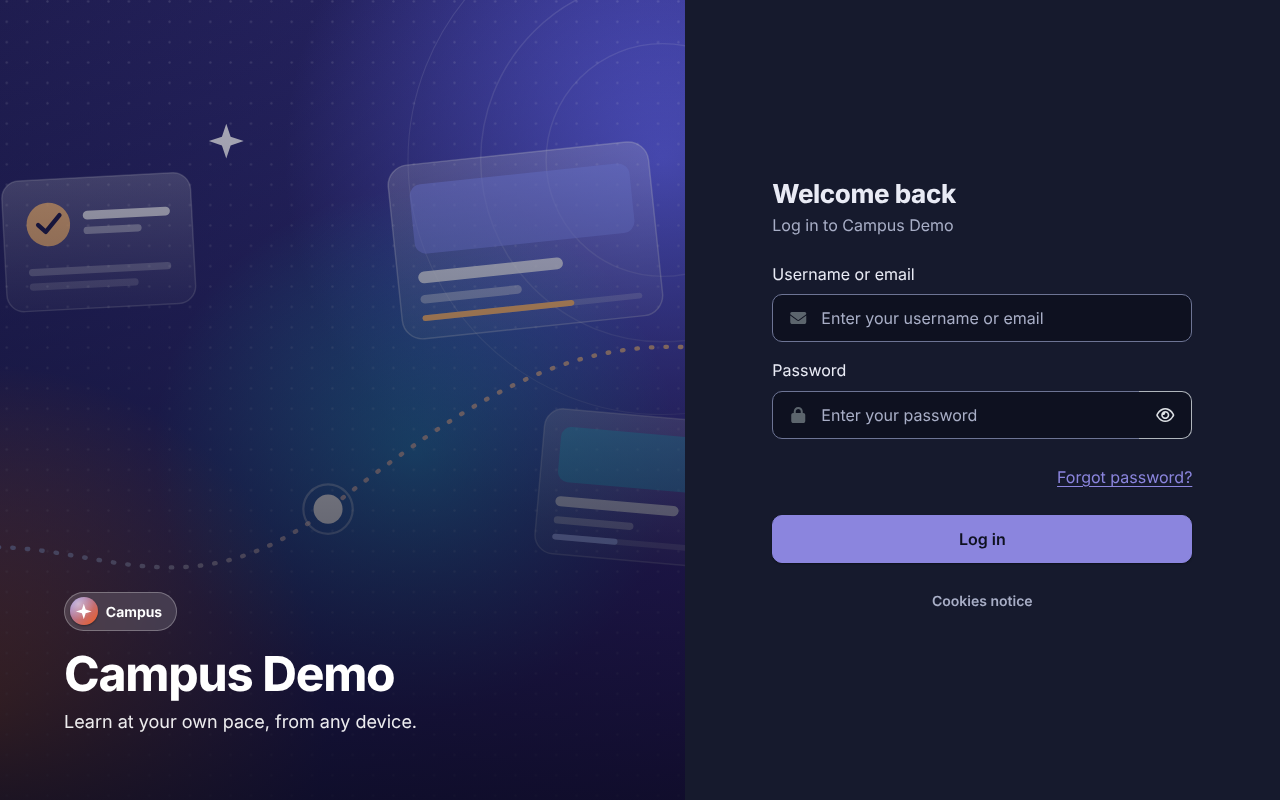 Campus
Campus Demo
Learn at your own pace, from any device.
Welcome back
Log in to Campus Demo
Username or email
Enter your username or email
Password
Enter your password
Forgot password?
Log in
Cookies notice